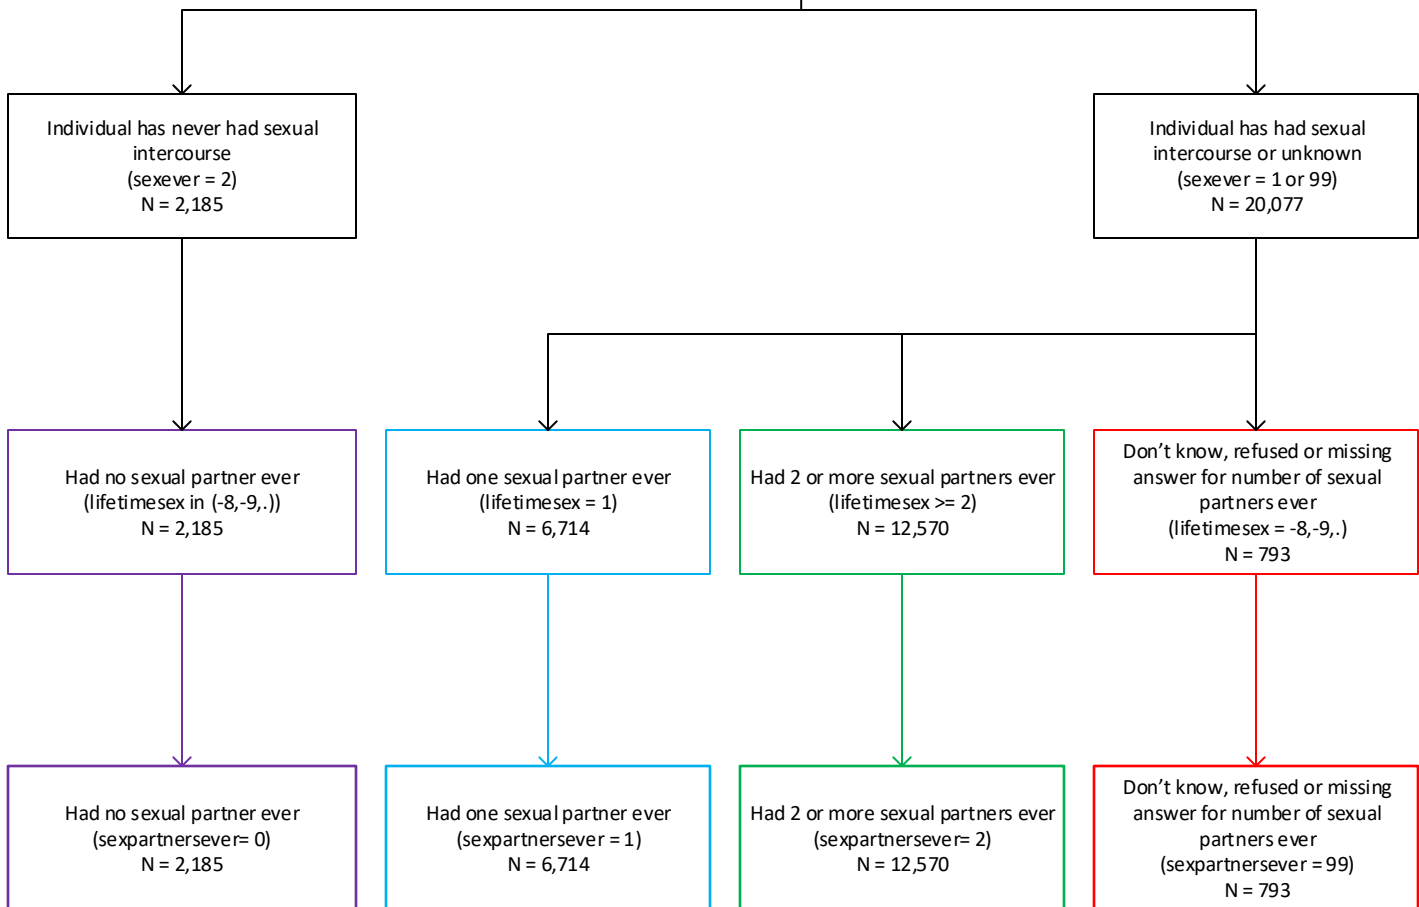 Individual has never had sexual
intercourse
(sexever = 2)
N = 2,185
Individual has had sexual
intercourse or unknown
(sexever = 1 or 99)
N = 20,077
Had no sexual partner ever
(lifetimesex in (-8,-9,.))
N = 2,185
Had one sexual partner ever
(lifetimesex = 1)
N = 6,714
Had 2 or more sexual partners ever
(lifetimesex >= 2)
N = 12,570
Don’t know, refused or missing
answer for number of sexual
partners ever
(lifetimesex = -8,-9,.)
N = 793
Had no sexual partner ever
(sexpartnersever= 0)
N = 2,185
Had one sexual partner ever
(sexpartnersever = 1)
N = 6,714
Had 2 or more sexual partners ever
(sexpartnersever= 2)
N = 12,570
Don’t know, refused or missing
answer for number of sexual
partners ever
(sexpartnersever = 99)
N = 793